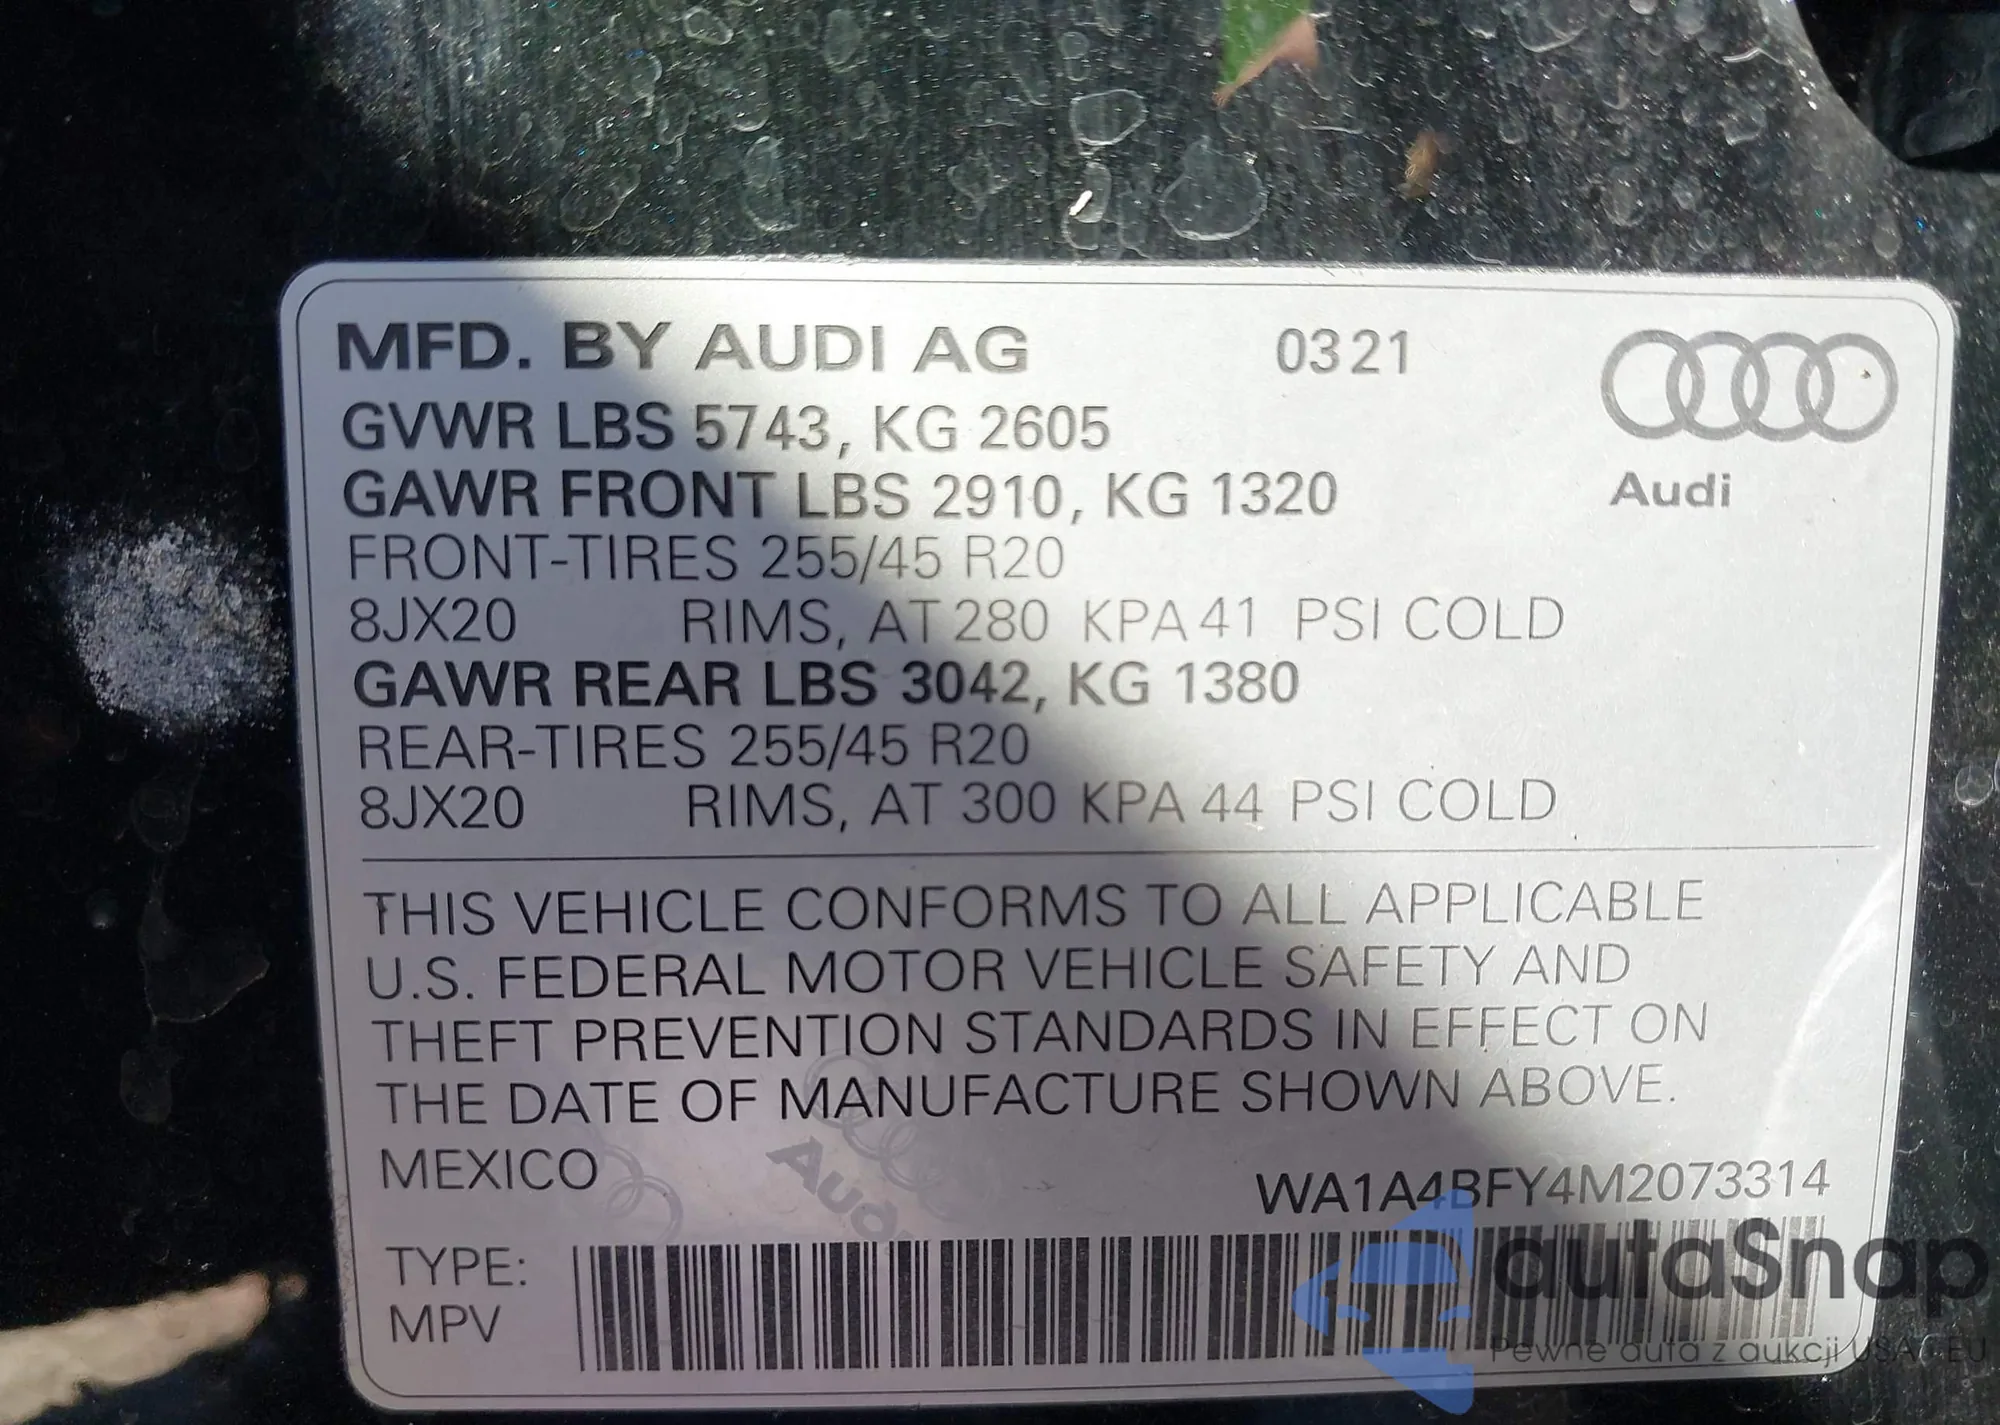 MFD. BY AUDI AG 03 21
GVWR LBS 5743, KG 2605
GAWR FRONT LBS 2910, KG 1320
Audi
FRONT-TIRES 255/45 R20
8JX20 RIMS, AT 280 KPA 41 PSI COLD
GAWR REAR LBS 3042, KG 1380
REAR-TIRES 255/45 R20
8JX20 RIMS, AT 300 KPA 44 PSI COLD
THIS VEHICLE CONFORMS TO ALL APPLICABLE
U.S. FEDERAL MOTOR VEHICLE SAFETY AND
THEFT PREVENTION STANDARDS IN EFFECT ON
THE DATE OF MANUFACTURE SHOWN ABOVE.
MEXICO
Audi
WA1A4BFY4M2073314
TYPE:
MPV
autaSnap
Pewne auta z aukcji USA i EU